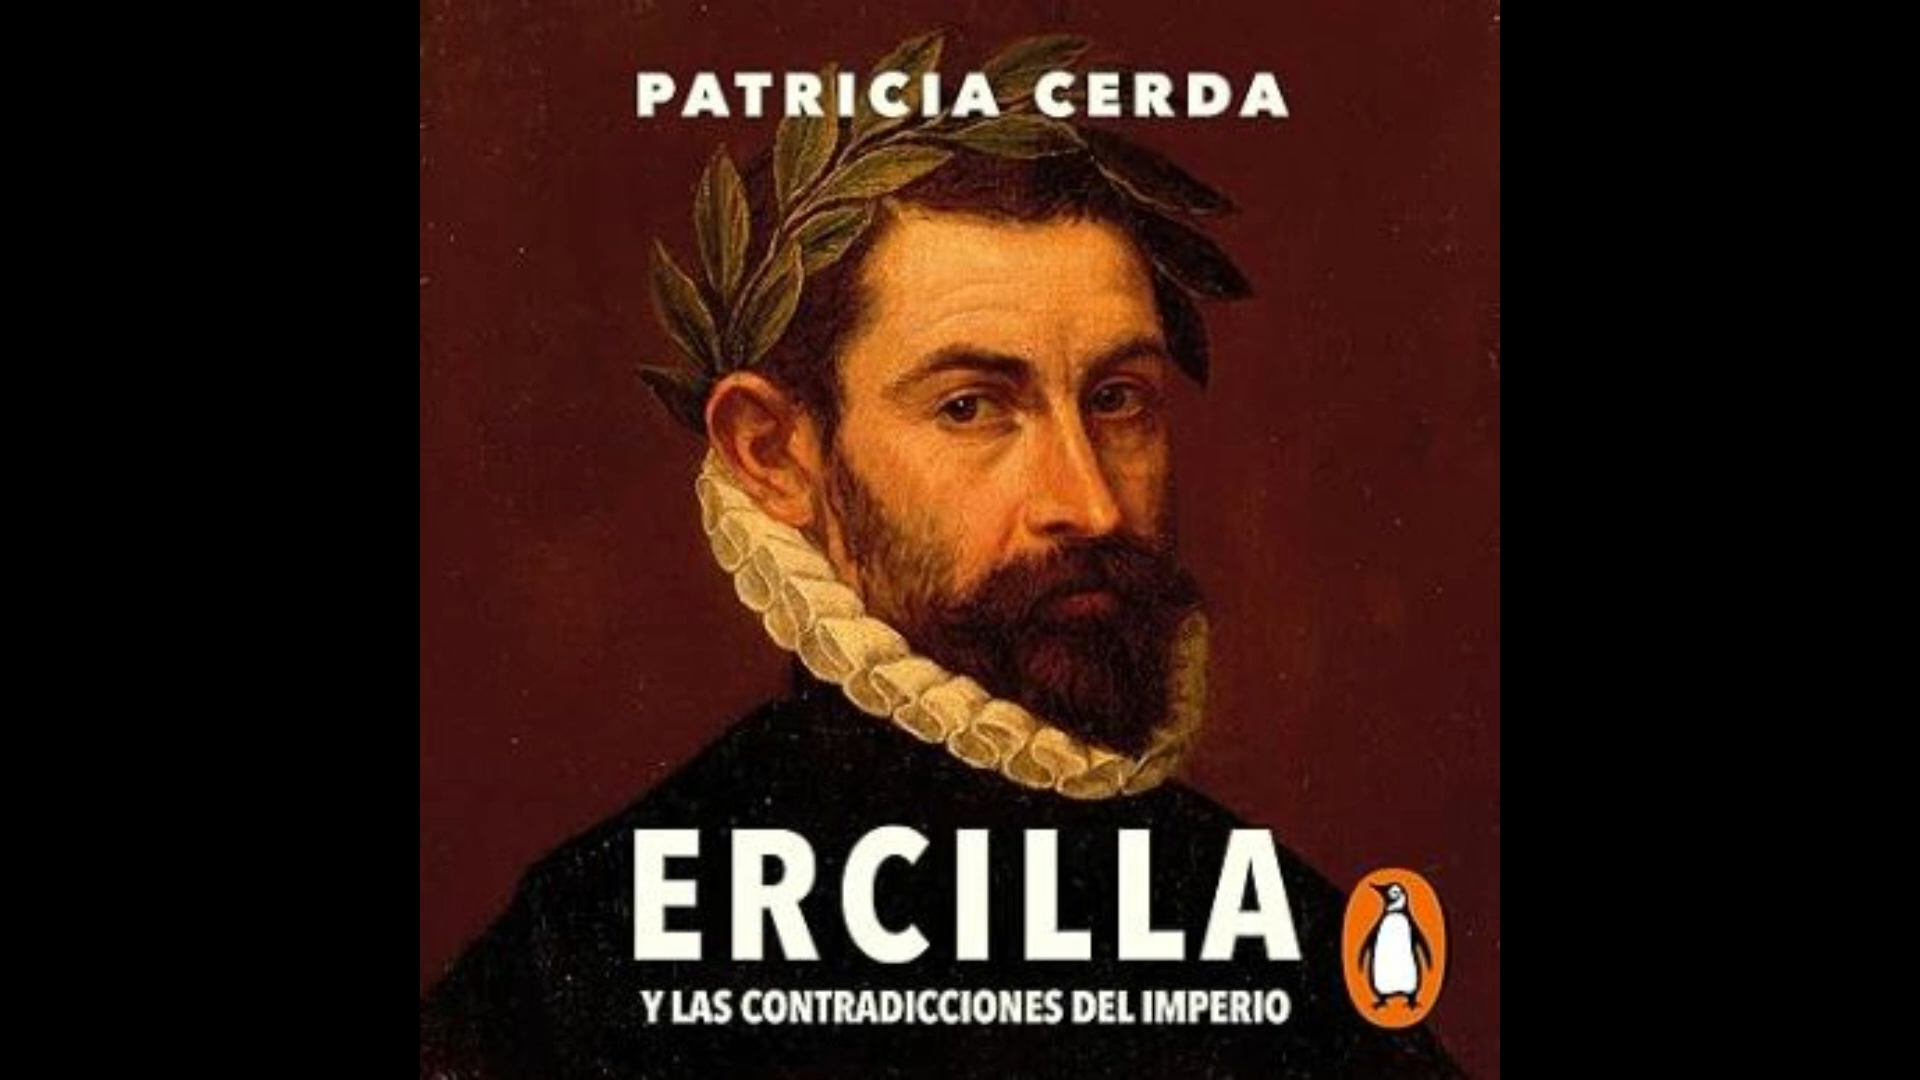 PATRICIA CERDA
ERCILLA
Y LAS CONTRADICCIONES DEL IMPERIO